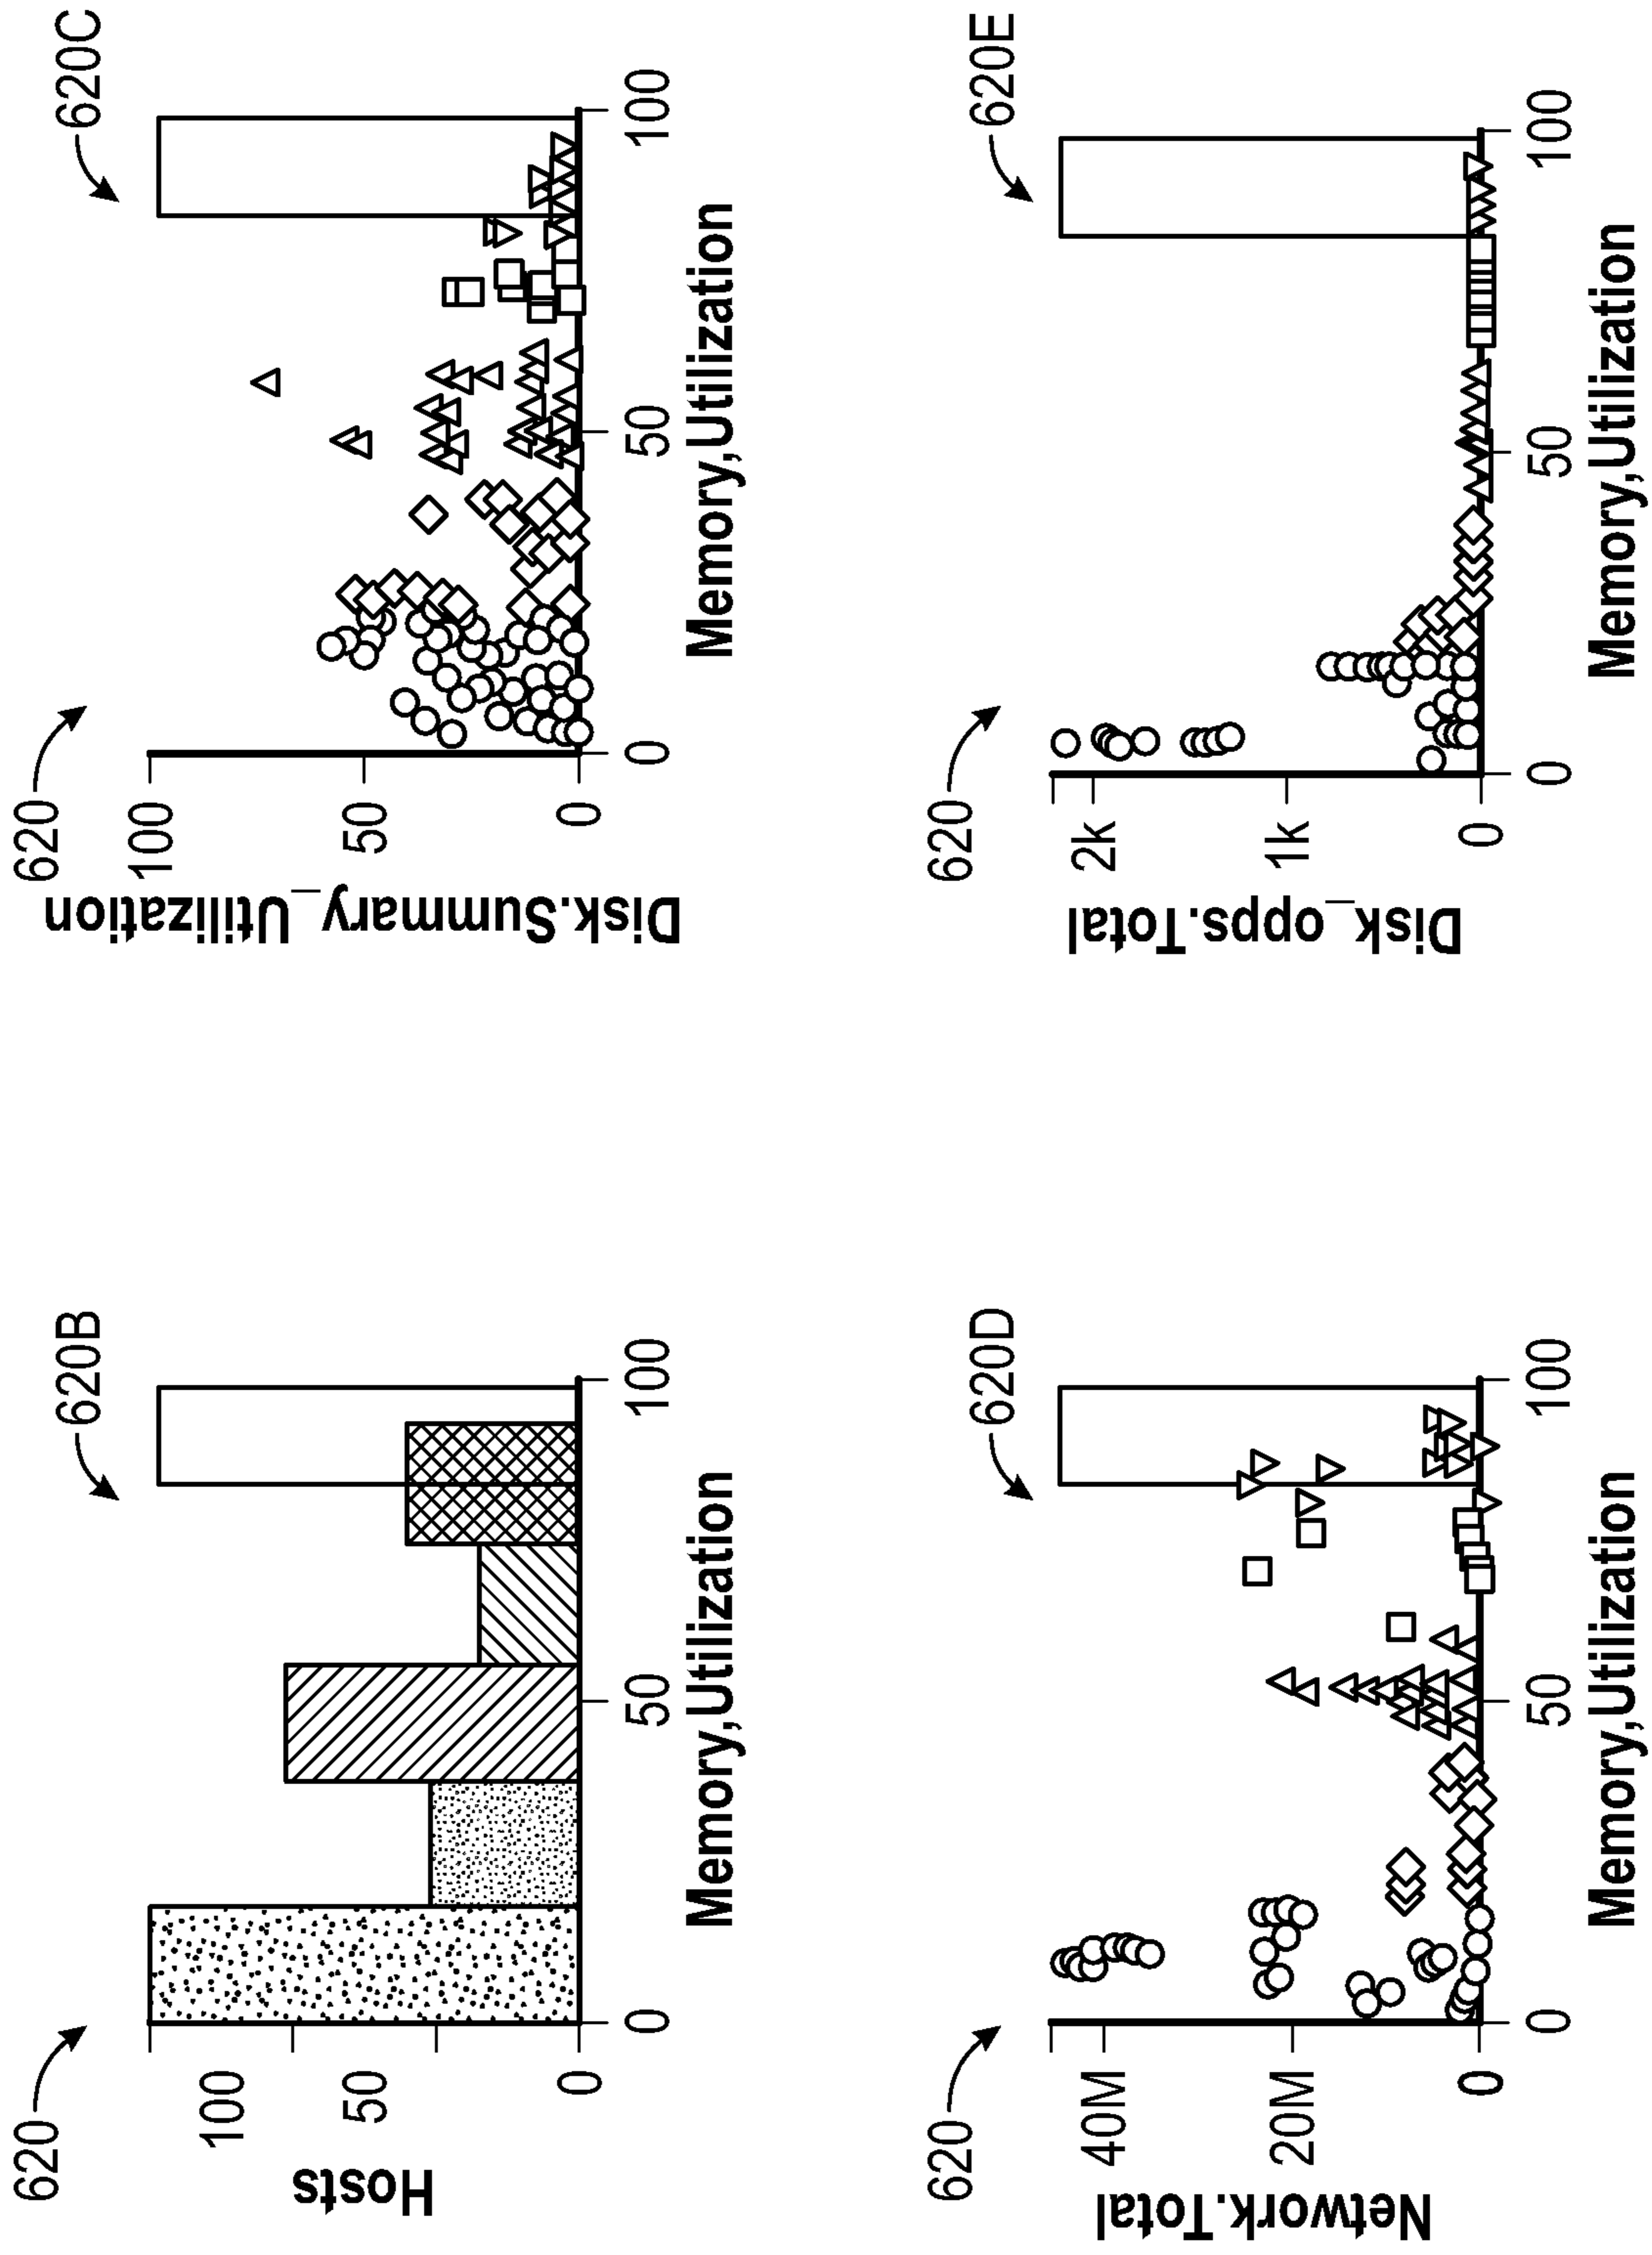 620
620B
Hosts
100
50
0
0
50
100
Memory,Utilization
620
620C
Disk.Summary_Utilization
100
50
0
0
50
100
Memory,Utilization
620
620D
Network.Total
40M
20M
0
0
50
100
Memory,Utilization
620
620E
Disk_opps.Total
2k
1k
0
0
50
100
Memory,Utilization